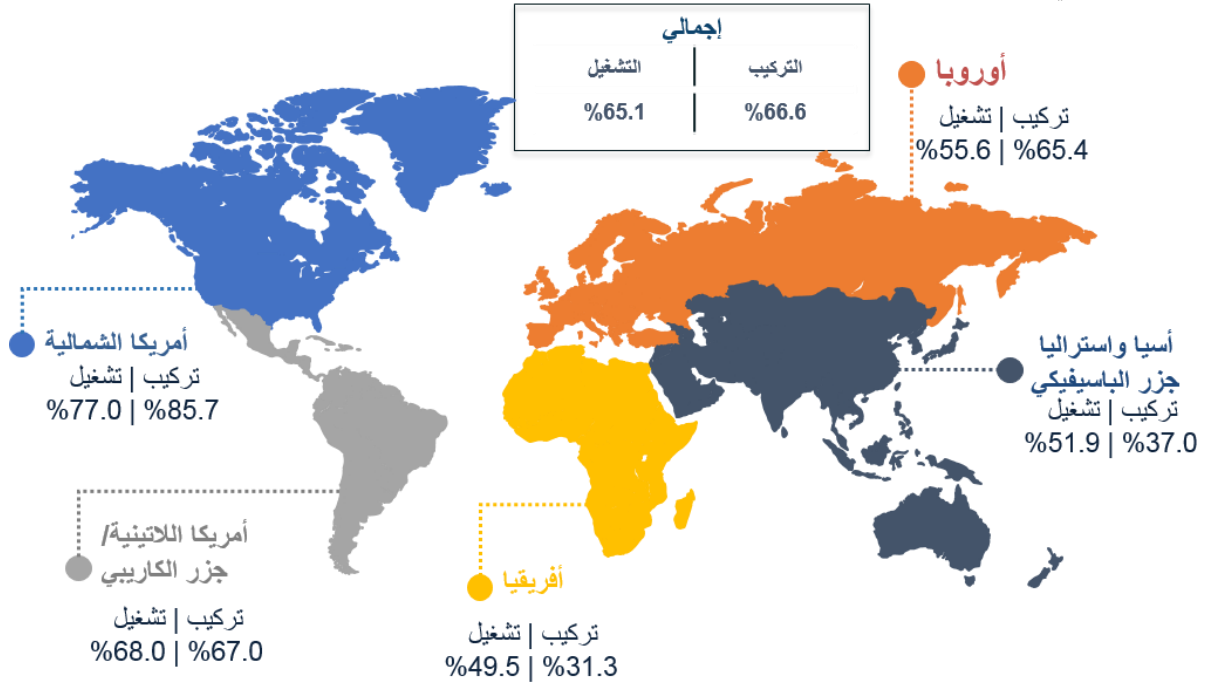 إجمالي
التركيب | التشغيل
%66.6 | %65.1
أوروبا
تركيب | تشغيل
%65.4 | %55.6
أمريكا الشمالية
تركيب | تشغيل
%85.7 | %77.0
أسيا واستراليا
جزر الباسيفيكي
تركيب | تشغيل
%37.0 | %51.9
أمريكا اللاتينية/
جزر الكاريبي
تركيب | تشغيل
%67.0 | %68.0
أفريقيا
تركيب | تشغيل
%31.3 | %49.5